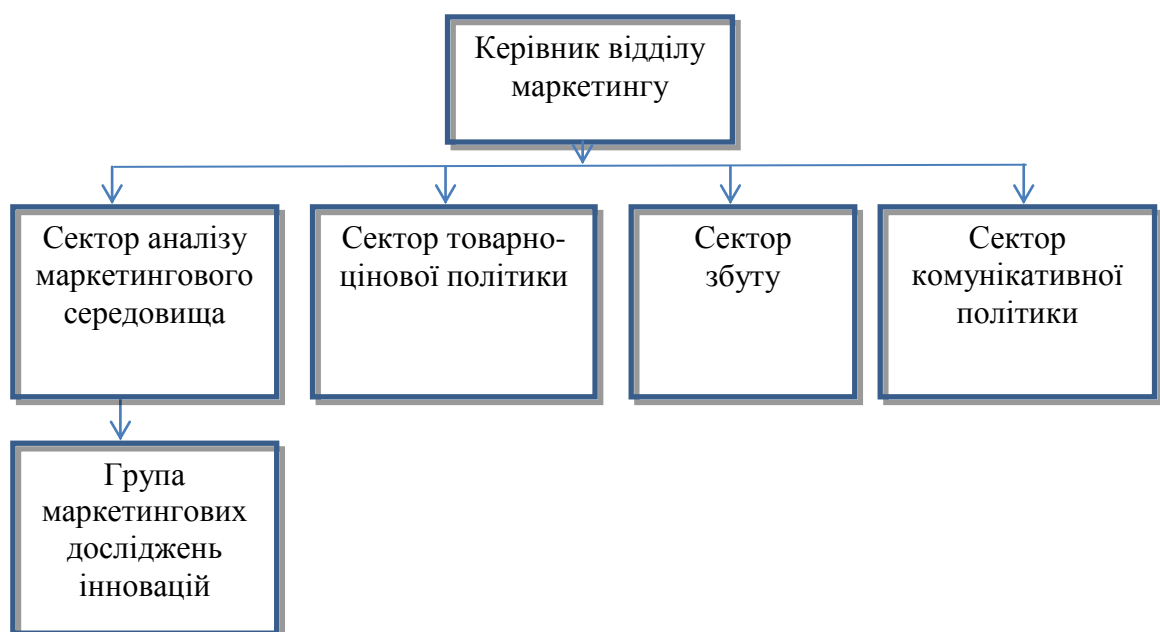 Керівник відділу
маркетингу
Сектор аналізу
маркетингового
середовища
Сектор товарно-
цінової політики
Сектор
збуту
Сектор
комунікативної
політики
Група
маркетингових
досліджень
інновацій